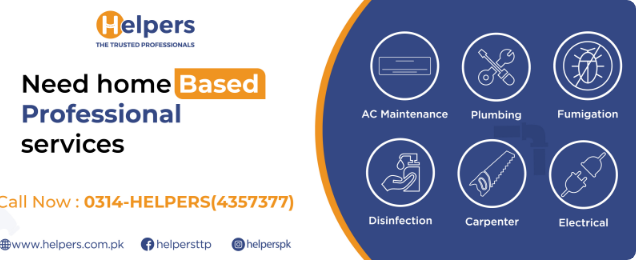 Helpers
THE TRUSTED PROFESSIONALS
Need home Based
Professional
services
Call Now : 0314-HELPERS(4357377)
www.helpers.com.pk helpersttp helperspk
AC Maintenance Plumbing Fumigation
Disinfection Carpenter Electrical